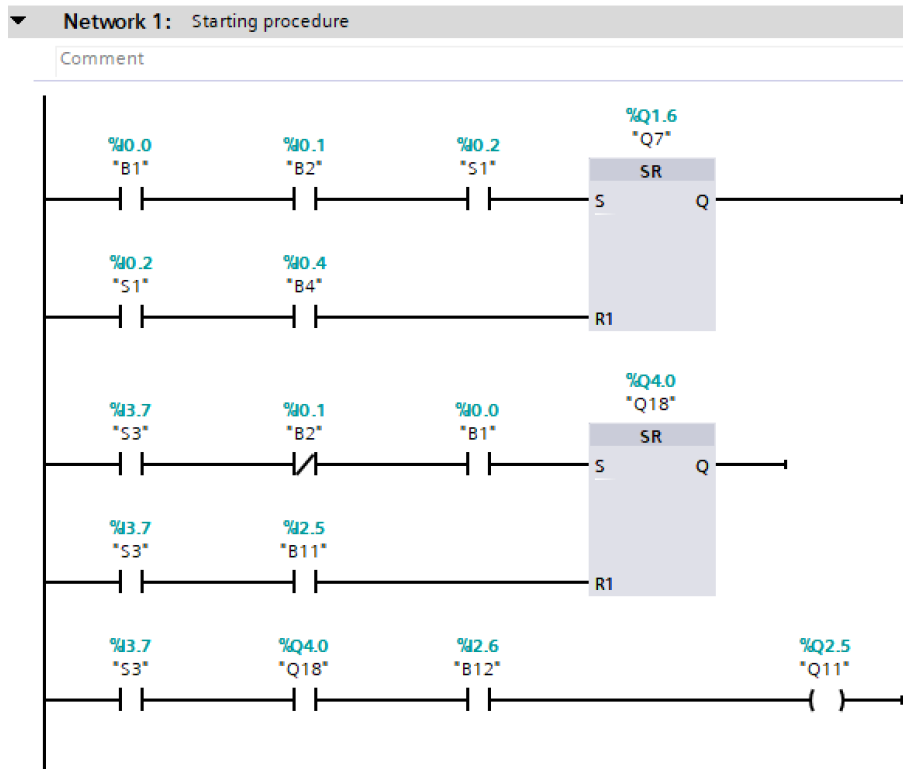 Network 1: Starting procedure
Comment
%Q1.6
"Q7"
%I0.0 %I0.1 %I0.2
"B1" "B2" "S1"
SR
S Q
%I0.2 %I0.4
"S1" "B4"
R1
%Q4.0
"Q18"
%I3.7 %I0.1 %I0.0
"S3" "B2" "B1"
SR
S Q
%I3.7 %I2.5
"S3" "B11"
R1
%I3.7 %Q4.0 %I2.6 %Q2.5
"S3" "Q18" "B12" "Q11"